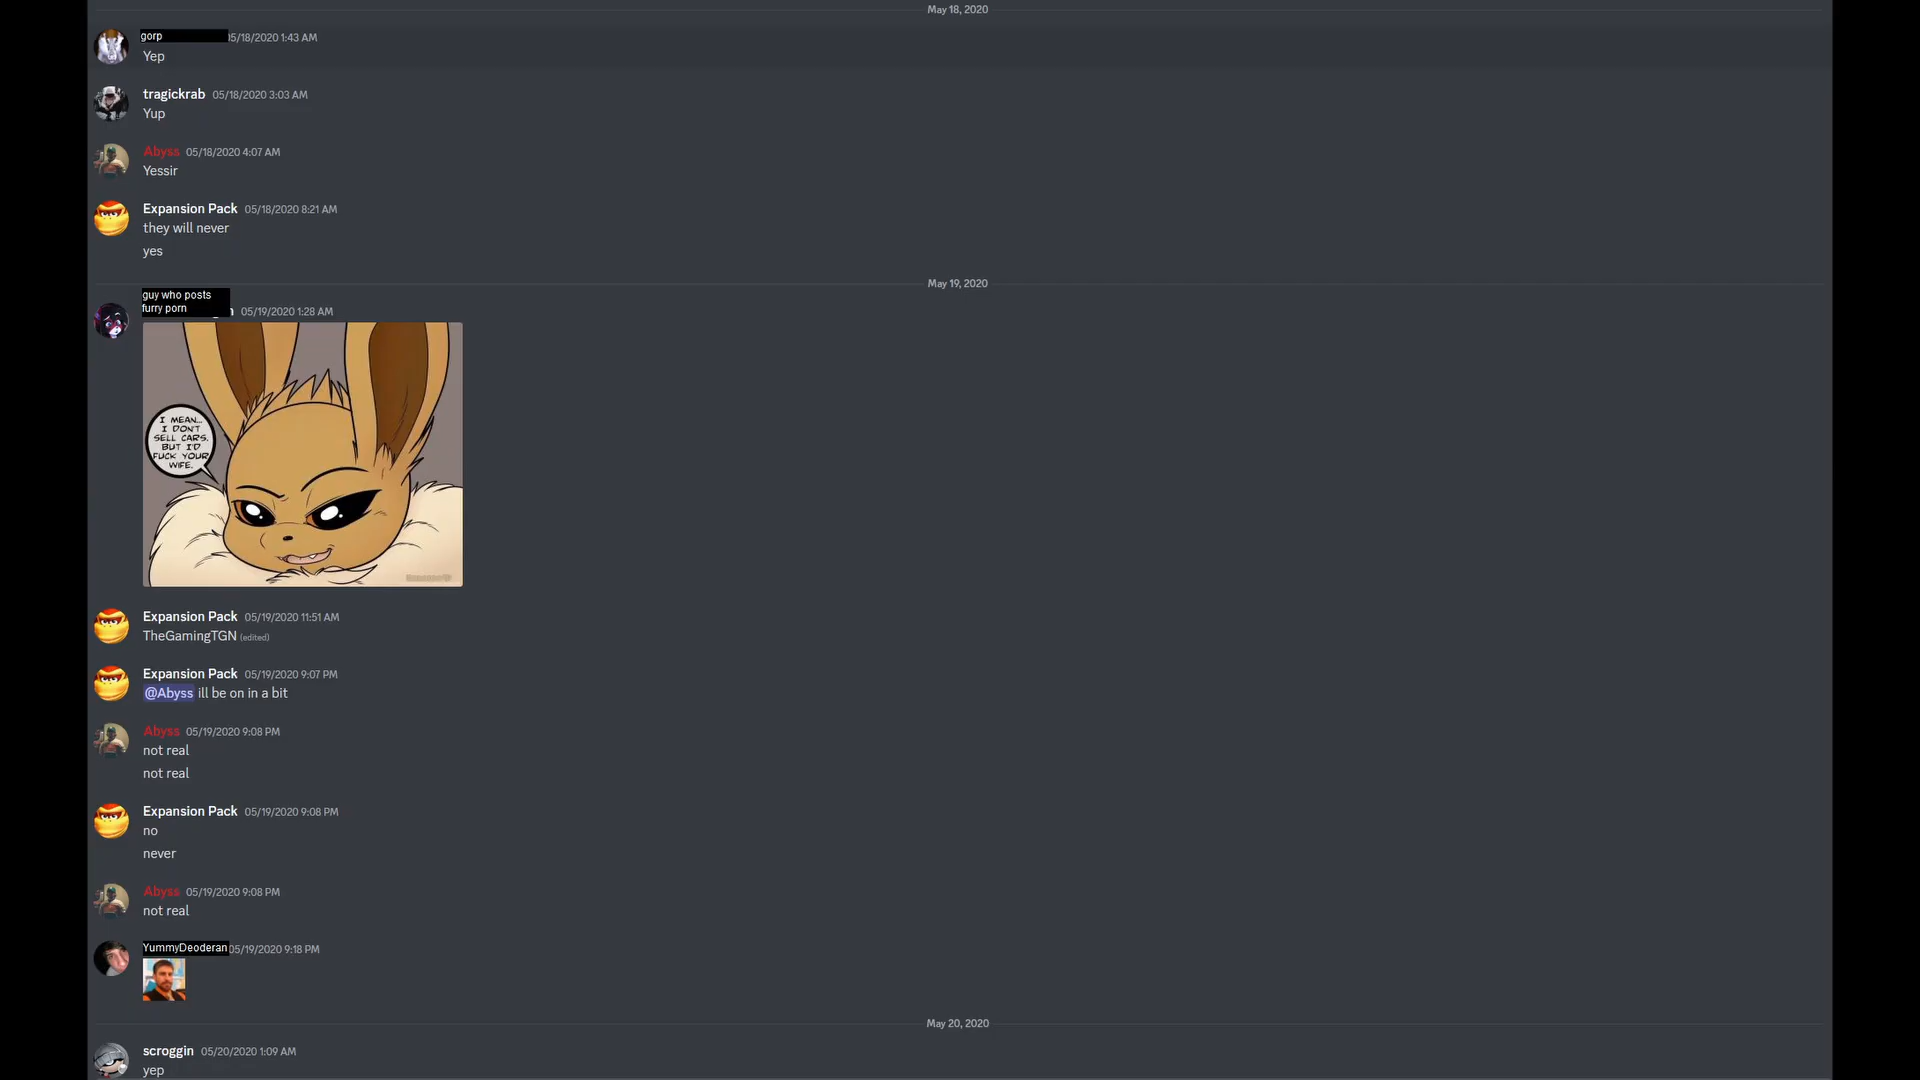 May 18, 2020
gorp 05/18/2020 1:43 AM
Yep
tragickrab 05/18/2020 3:03 AM
Yup
Abyss 05/18/2020 4:07 AM
Yessir
Expansion Pack 05/18/2020 8:21 AM
they will never
yes
May 19, 2020
guy who posts
furry porn
05/19/2020 1:28 AM
I MEAN...
I DON'T
SELL CARS.
BUT I'D
FUCK YOUR
WIFE.
Expansion Pack 05/19/2020 11:51 AM
TheGamingTGN (edited)
Expansion Pack 05/19/2020 9:07 PM
@Abyss ill be on in a bit
Abyss 05/19/2020 9:08 PM
not real
not real
Expansion Pack 05/19/2020 9:08 PM
no
never
Abyss 05/19/2020 9:08 PM
not real
YummyDeoderan 05/19/2020 9:18 PM
May 20, 2020
scroggin 05/20/2020 1:09 AM
yep